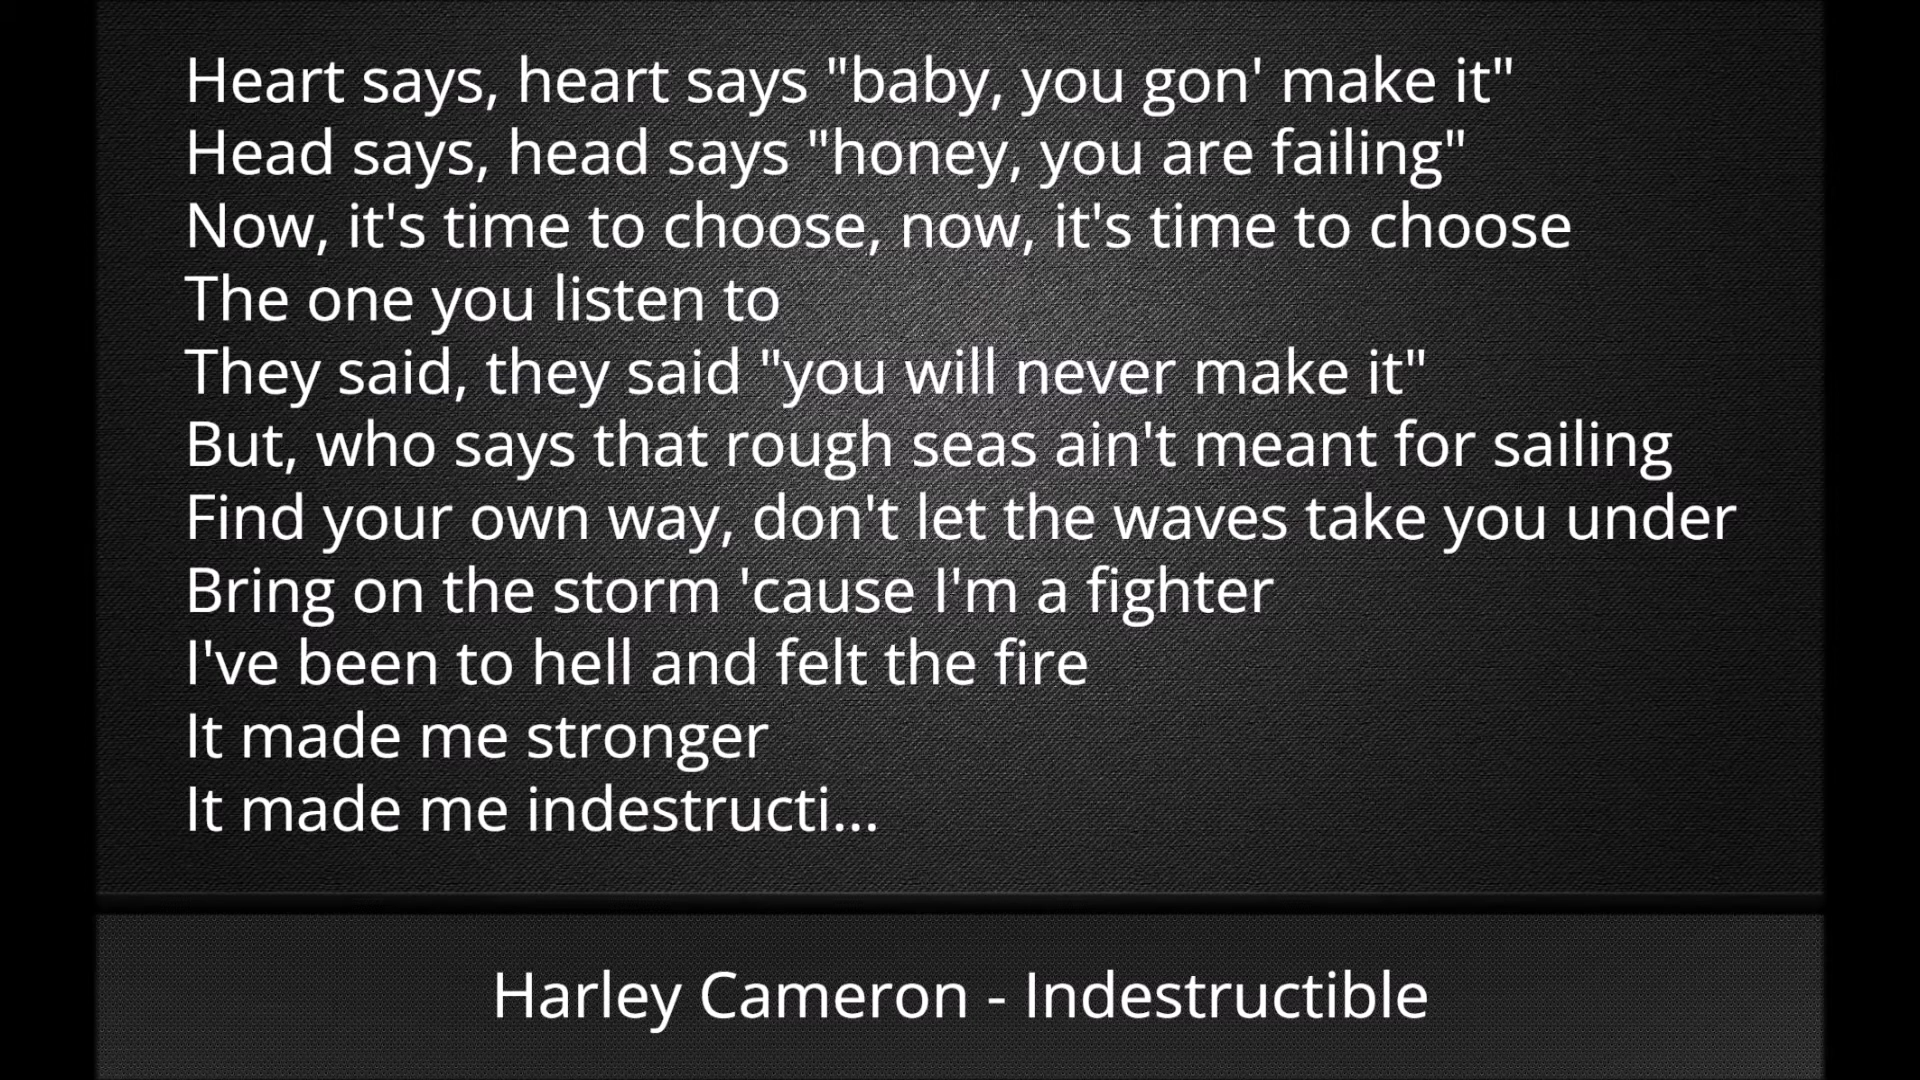 Heart says, heart says "baby, you gon' make it"
Head says, head says "honey, you are failing"
Now, it's time to choose, now, it's time to choose
The one you listen to
They said, they said "you will never make it"
But, who says that rough seas ain't meant for sailing
Find your own way, don't let the waves take you under
Bring on the storm 'cause I'm a fighter
I've been to hell and felt the fire
It made me stronger
It made me indestructi...
Harley Cameron - Indestructible